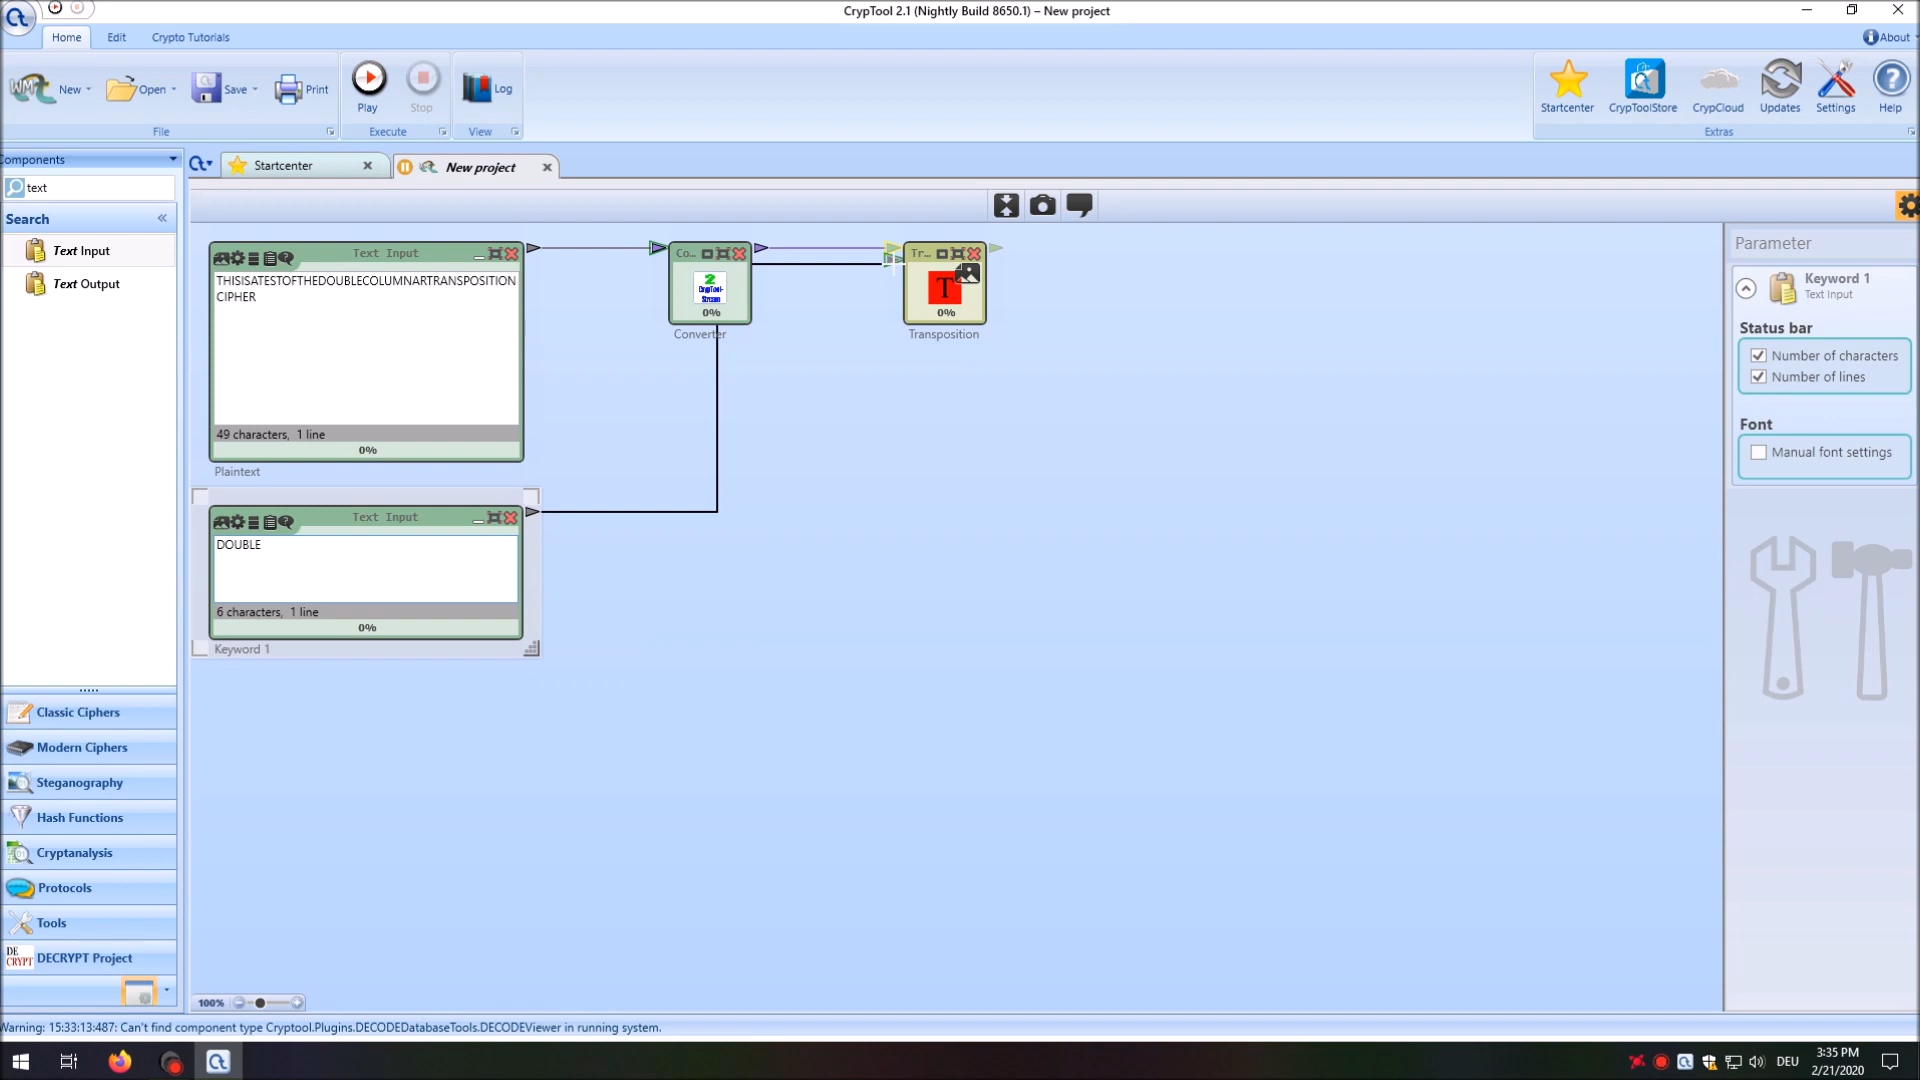 CrypTool 2.1 (Nightly Build 8650.1) – New project
Home Edit Crypto Tutorials About
New Open Save Print Play Stop Log Startcenter CrypToolStore CrypCloud Updates Settings Help
File Execute View Extras
Components
text
Search
Text Input
Text Output
Classic Ciphers
Modern Ciphers
Steganography
Hash Functions
Cryptanalysis
Protocols
Tools
DE
CRYPT
DECRYPT Project
Startcenter New project
Text Input
THISISATESTOFTHEDOUBLECOLUMNARTRANSPOSITION
CIPHER
49 characters, 1 line
0%
Plaintext
Text Input
DOUBLE
6 characters, 1 line
0%
Keyword 1
Co...
2
CrypTool-
Stream
0%
Converter
Tr...
T
0%
Transposition
Parameter
Keyword 1
Text Input
Status bar
Number of characters
Number of lines
Font
Manual font settings
100%
Warning: 15:33:13:487: Can't find component type Cryptool.Plugins.DECODEDatabaseTools.DECODEViewer in running system.
DEU
3:35 PM
2/21/2020